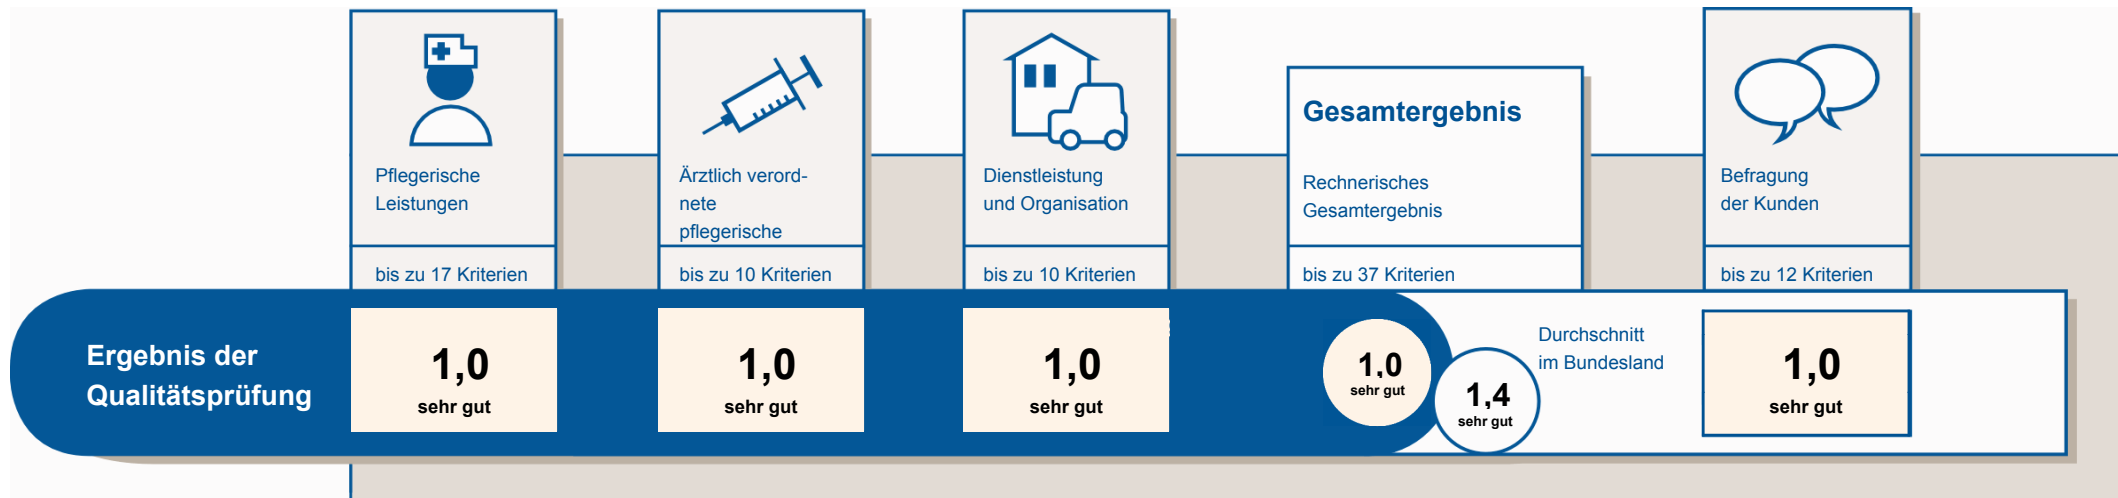 Pflegerische
Leistungen
bis zu 17 Kriterien
Ärztlich verord-
nete
pflegerische
bis zu 10 Kriterien
Dienstleistung
und Organisation
bis zu 10 Kriterien
Gesamtergebnis
Rechnerisches
Gesamtergebnis
bis zu 37 Kriterien
Befragung
der Kunden
bis zu 12 Kriterien
Ergebnis der
Qualitätsprüfung
1,0
sehr gut
1,0
sehr gut
1,0
sehr gut
1,0
sehr gut
1,4
sehr gut
Durchschnitt
im Bundesland
1,0
sehr gut